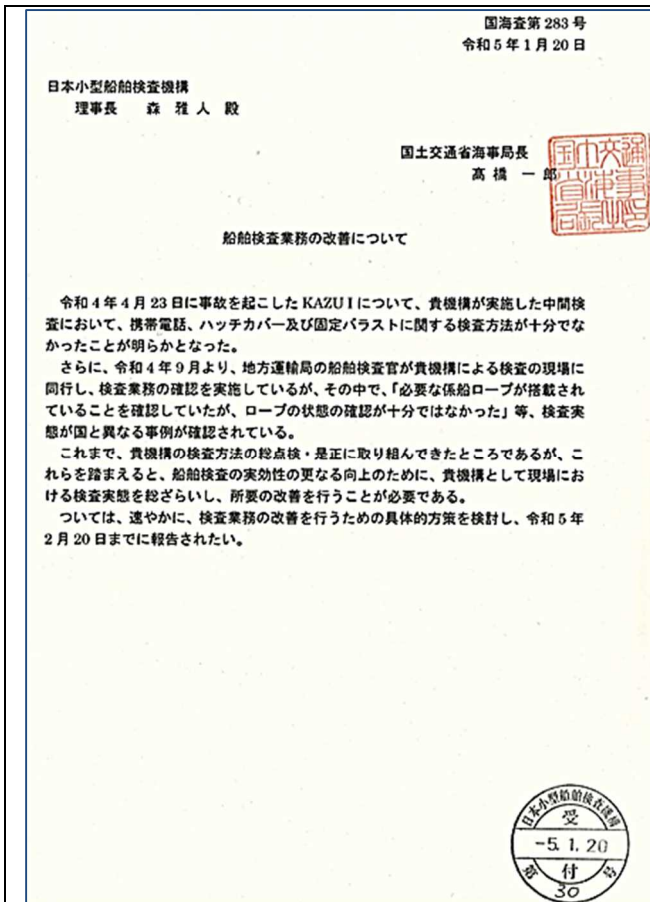 国海査第283号
令和5年1月20日
日本小型船舶検査機構
理事長 森 雅人 殿
国土交通省海事局長
髙橋 一郎
国土交通省海事局長之印
船舶検査業務の改善について
令和4年4月23日に事故を起こしたKAZU Iについて、貴機構が実施した中間検
査において、携帯電話、ハッチカバー及び固定バラストに関する検査方法が十分でな
かったことが明らかとなった。
さらに、令和4年9月より、地方運輸局の船舶検査官が貴機構による検査の現場に
同行し、検査業務の確認を実施しているが、その中で、「必要な係船ロープが搭載され
ていることを確認していたが、ロープの状態の確認が十分ではなかった」等、検査実
態が国と異なる事例が確認されている。
これまで、貴機構の検査方法の総点検・是正に取り組んできたところであるが、こ
れらを踏まえると、船舶検査の実効性の更なる向上のために、貴機構として現場にお
ける検査実態を総ざらいし、所要の改善を行うことが必要である。
ついては、速やかに、検査業務の改善を行うための具体的方策を検討し、令和5年
2月20日までに報告されたい。
日本小型船舶検査機構
受
-5.1.20
付
第 30 号